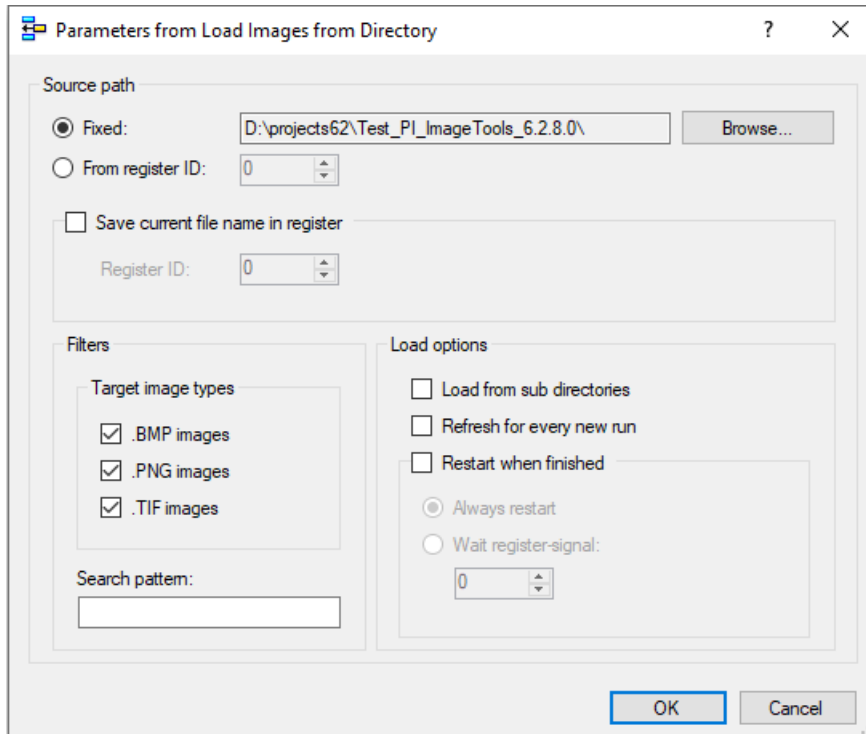 Parameters from Load Images from Directory
?
Source path
Fixed:
D:\projects62\Test_PI_ImageTools_6.2.8.0\
Browse...
From register ID:
0
Save current file name in register
Register ID:
0
Filters
Target image types
.BMP images
.PNG images
.TIF images
Search pattern:
Load options
Load from sub directories
Refresh for every new run
Restart when finished
Always restart
Wait register-signal:
0
OK
Cancel